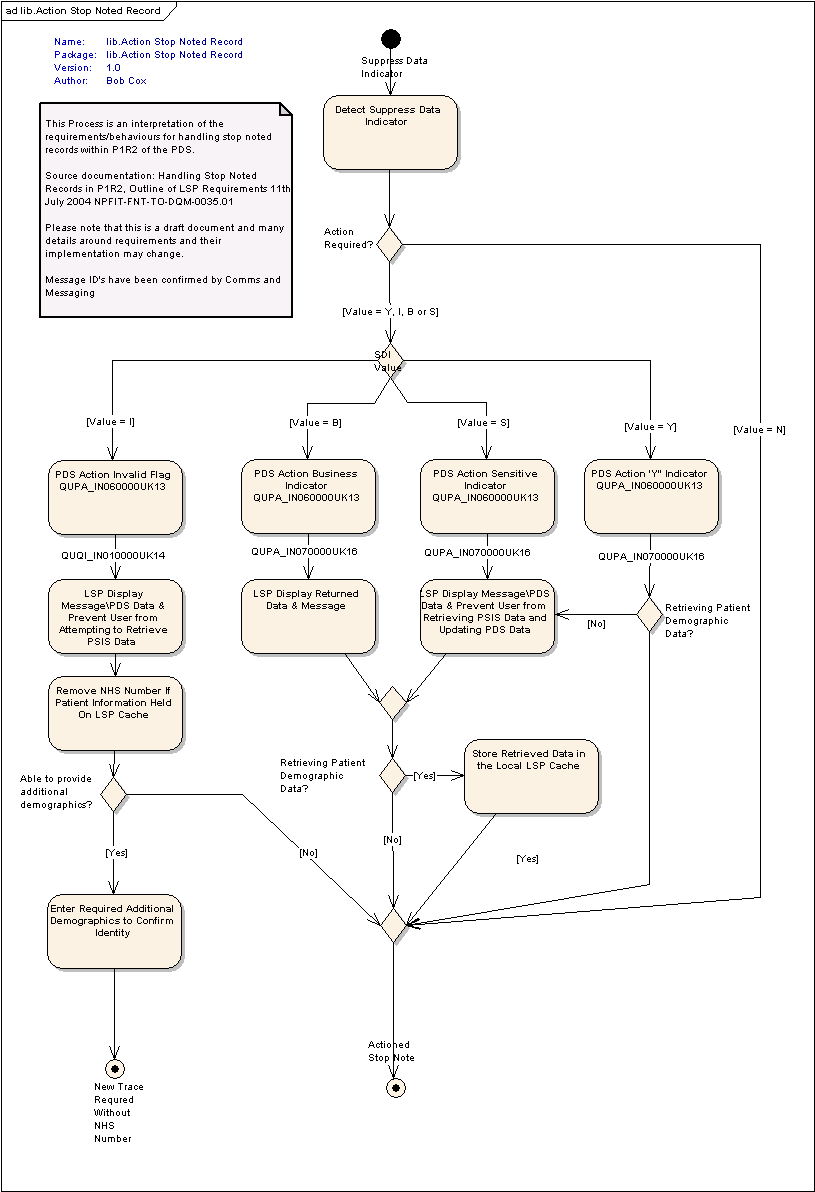 ad lib.Action Stop Noted Record
Name: lib.Action Stop Noted Record
Package: lib.Action Stop Noted Record
Version: 1.0
Author: Bob Cox
This Process is an interpretation of the
requirements/behaviours for handling stop noted
records within P1R2 of the PDS.
Source documentation: Handling Stop Noted
Records in P1R2, Outline of LSP Requirements 11th
July 2004 NPFIT-FNT-TO-DQM-0035.01
Please note that this is a draft document and many
details around requirements and their
implementation may change.
Message ID's have been confirmed by Comms and
Messaging
Suppress Data
Indicator
Detect Suppress Data
Indicator
Action
Required?
[Value = Y, I, B or S]
SDI
Value
[Value = I]
[Value = B]
[Value = S]
[Value = Y]
[Value = N]
PDS Action Invalid Flag
QUPA_IN060000UK13
PDS Action Business
Indicator
QUPA_IN060000UK13
PDS Action Sensitive
Indicator
QUPA_IN060000UK13
PDS Action "Y" Indicator
QUPA_IN060000UK13
QUQI_IN010000UK14
QUPA_IN070000UK16
QUPA_IN070000UK16
QUPA_IN070000UK16
LSP Display
Message\PDS Data &
Prevent User from
Attempting to Retrieve
PSIS Data
LSP Display Returned
Data & Message
LSP Display Message\PDS
Data & Prevent User from
Retrieving PSIS Data and
Updating PDS Data
[No]
Retrieving Patient
Demographic
Data?
Remove NHS Number If
Patient Information Held
On LSP Cache
Able to provide
additional
demographics?
Retrieving Patient
Demographic
Data?
[Yes]
Store Retrieved Data in
the Local LSP Cache
[Yes]
[No]
[No]
[Yes]
Enter Required Additional
Demographics to Confirm
Identity
Actioned
Stop Note
New Trace
Requred
Without
NHS
Number